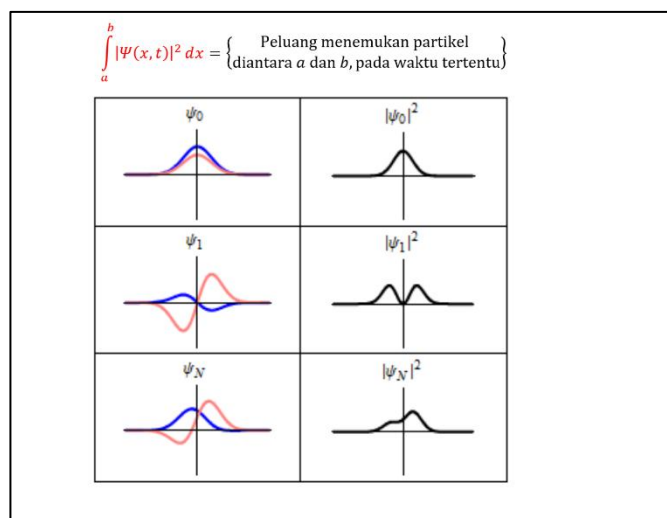 ∫_a^b |Ψ(x, t)|² dx = {Peluang menemukan partikel
diantara a dan b, pada waktu tertentu}
ψ₀ |ψ₀|²
ψ₁ |ψ₁|²
ψ_N |ψ_N|²